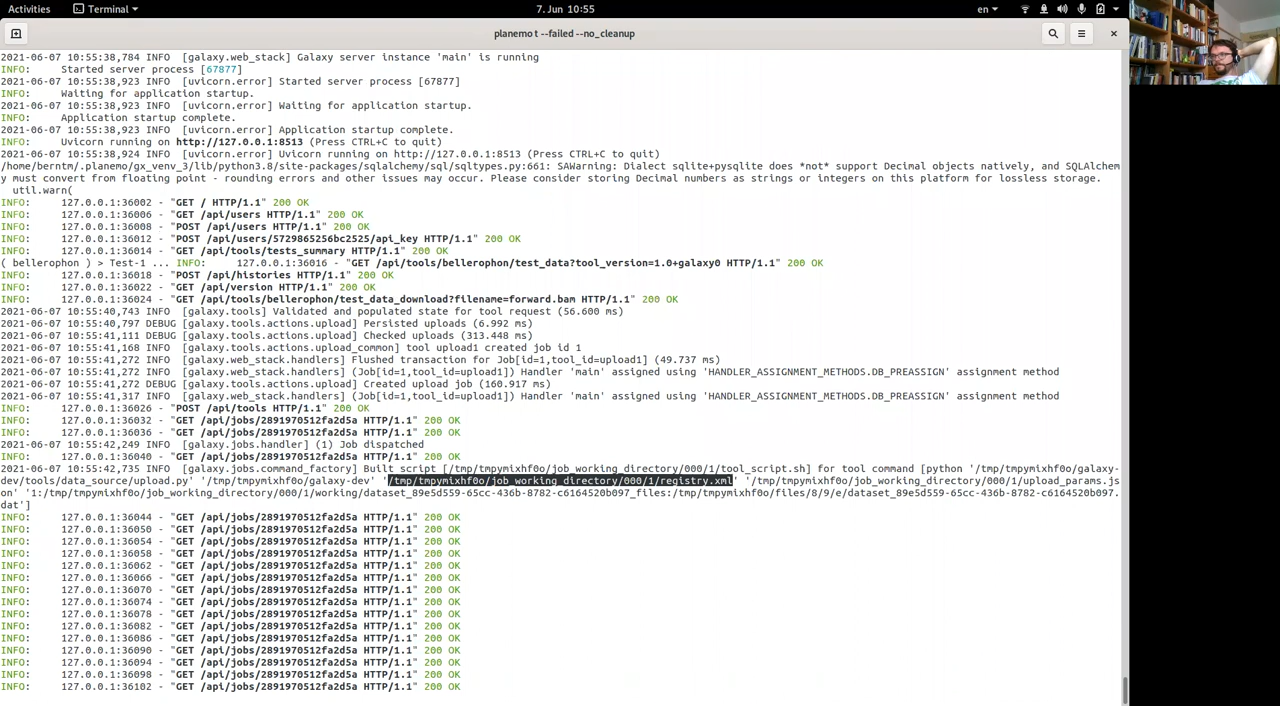 Activities
Terminal
7. Jun 10:55
en
planemo t --failed --no_cleanup
2021-06-07 10:55:38,784 INFO  [galaxy.web_stack] Galaxy server instance 'main' is running
INFO:     Started server process [67877]
2021-06-07 10:55:38,923 INFO  [uvicorn.error] Started server process [67877]
INFO:     Waiting for application startup.
2021-06-07 10:55:38,923 INFO  [uvicorn.error] Waiting for application startup.
INFO:     Application startup complete.
2021-06-07 10:55:38,923 INFO  [uvicorn.error] Application startup complete.
INFO:     Uvicorn running on http://127.0.0.1:8513 (Press CTRL+C to quit)
2021-06-07 10:55:38,924 INFO  [uvicorn.error] Uvicorn running on http://127.0.0.1:8513 (Press CTRL+C to quit)
/home/berntm/.planemo/gx_venv_3/lib/python3.8/site-packages/sqlalchemy/sql/sqltypes.py:661: SAWarning: Dialect sqlite+pysqlite does *not* support Decimal objects natively, and SQLAlchem
y must convert from floating point - rounding errors and other issues may occur. Please consider storing Decimal numbers as strings or integers on this platform for lossless storage.
  util.warn(
INFO:     127.0.0.1:36002 - "GET / HTTP/1.1" 200 OK
INFO:     127.0.0.1:36006 - "GET /api/users HTTP/1.1" 200 OK
INFO:     127.0.0.1:36008 - "POST /api/users HTTP/1.1" 200 OK
INFO:     127.0.0.1:36012 - "POST /api/users/5729865256bc2525/api_key HTTP/1.1" 200 OK
INFO:     127.0.0.1:36014 - "GET /api/tools/tests_summary HTTP/1.1" 200 OK
( bellerophon ) > Test-1 ... INFO:     127.0.0.1:36016 - "GET /api/tools/bellerophon/test_data?tool_version=1.0+galaxy0 HTTP/1.1" 200 OK
INFO:     127.0.0.1:36018 - "POST /api/histories HTTP/1.1" 200 OK
INFO:     127.0.0.1:36022 - "GET /api/version HTTP/1.1" 200 OK
INFO:     127.0.0.1:36024 - "GET /api/tools/bellerophon/test_data_download?filename=forward.bam HTTP/1.1" 200 OK
2021-06-07 10:55:40,743 INFO  [galaxy.tools] Validated and populated state for tool request (56.600 ms)
2021-06-07 10:55:40,797 DEBUG [galaxy.tools.actions.upload] Persisted uploads (6.992 ms)
2021-06-07 10:55:41,111 DEBUG [galaxy.tools.actions.upload] Checked uploads (313.448 ms)
2021-06-07 10:55:41,168 INFO  [galaxy.tools.actions.upload_common] tool upload1 created job id 1
2021-06-07 10:55:41,272 INFO  [galaxy.web_stack.handlers] Flushed transaction for Job[id=1,tool_id=upload1] (49.737 ms)
2021-06-07 10:55:41,272 INFO  [galaxy.web_stack.handlers] (Job[id=1,tool_id=upload1]) Handler 'main' assigned using 'HANDLER_ASSIGNMENT_METHODS.DB_PREASSIGN' assignment method
2021-06-07 10:55:41,272 DEBUG [galaxy.tools.actions.upload] Created upload job (160.917 ms)
2021-06-07 10:55:41,317 INFO  [galaxy.web_stack.handlers] (Job[id=1,tool_id=upload1]) Handler 'main' assigned using 'HANDLER_ASSIGNMENT_METHODS.DB_PREASSIGN' assignment method
INFO:     127.0.0.1:36026 - "POST /api/tools HTTP/1.1" 200 OK
INFO:     127.0.0.1:36032 - "GET /api/jobs/2891970512fa2d5a HTTP/1.1" 200 OK
INFO:     127.0.0.1:36036 - "GET /api/jobs/2891970512fa2d5a HTTP/1.1" 200 OK
2021-06-07 10:55:42,249 INFO  [galaxy.jobs.handler] (1) Job dispatched
INFO:     127.0.0.1:36040 - "GET /api/jobs/2891970512fa2d5a HTTP/1.1" 200 OK
2021-06-07 10:55:42,735 INFO  [galaxy.jobs.command_factory] Built script [/tmp/tmpymixhf0o/job_working_directory/000/1/tool_script.sh] for tool command [python '/tmp/tmpymixhf0o/galaxy-
dev/tools/data_source/upload.py' '/tmp/tmpymixhf0o/galaxy-dev' '/tmp/tmpymixhf0o/job_working_directory/000/1/registry.xml' '/tmp/tmpymixhf0o/job_working_directory/000/1/upload_params.js
on' '1:/tmp/tmpymixhf0o/job_working_directory/000/1/working/dataset_89e5d559-65cc-436b-8782-c6164520b097_files:/tmp/tmpymixhf0o/files/8/9/e/dataset_89e5d559-65cc-436b-8782-c6164520b097.
dat']
INFO:     127.0.0.1:36044 - "GET /api/jobs/2891970512fa2d5a HTTP/1.1" 200 OK
INFO:     127.0.0.1:36050 - "GET /api/jobs/2891970512fa2d5a HTTP/1.1" 200 OK
INFO:     127.0.0.1:36054 - "GET /api/jobs/2891970512fa2d5a HTTP/1.1" 200 OK
INFO:     127.0.0.1:36058 - "GET /api/jobs/2891970512fa2d5a HTTP/1.1" 200 OK
INFO:     127.0.0.1:36062 - "GET /api/jobs/2891970512fa2d5a HTTP/1.1" 200 OK
INFO:     127.0.0.1:36066 - "GET /api/jobs/2891970512fa2d5a HTTP/1.1" 200 OK
INFO:     127.0.0.1:36070 - "GET /api/jobs/2891970512fa2d5a HTTP/1.1" 200 OK
INFO:     127.0.0.1:36074 - "GET /api/jobs/2891970512fa2d5a HTTP/1.1" 200 OK
INFO:     127.0.0.1:36078 - "GET /api/jobs/2891970512fa2d5a HTTP/1.1" 200 OK
INFO:     127.0.0.1:36082 - "GET /api/jobs/2891970512fa2d5a HTTP/1.1" 200 OK
INFO:     127.0.0.1:36086 - "GET /api/jobs/2891970512fa2d5a HTTP/1.1" 200 OK
INFO:     127.0.0.1:36090 - "GET /api/jobs/2891970512fa2d5a HTTP/1.1" 200 OK
INFO:     127.0.0.1:36094 - "GET /api/jobs/2891970512fa2d5a HTTP/1.1" 200 OK
INFO:     127.0.0.1:36098 - "GET /api/jobs/2891970512fa2d5a HTTP/1.1" 200 OK
INFO:     127.0.0.1:36102 - "GET /api/jobs/2891970512fa2d5a HTTP/1.1" 200 OK